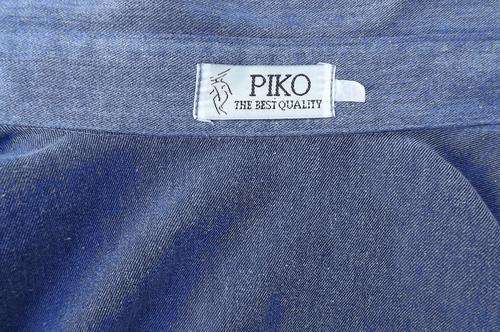 PIKO
THE BEST QUALITY